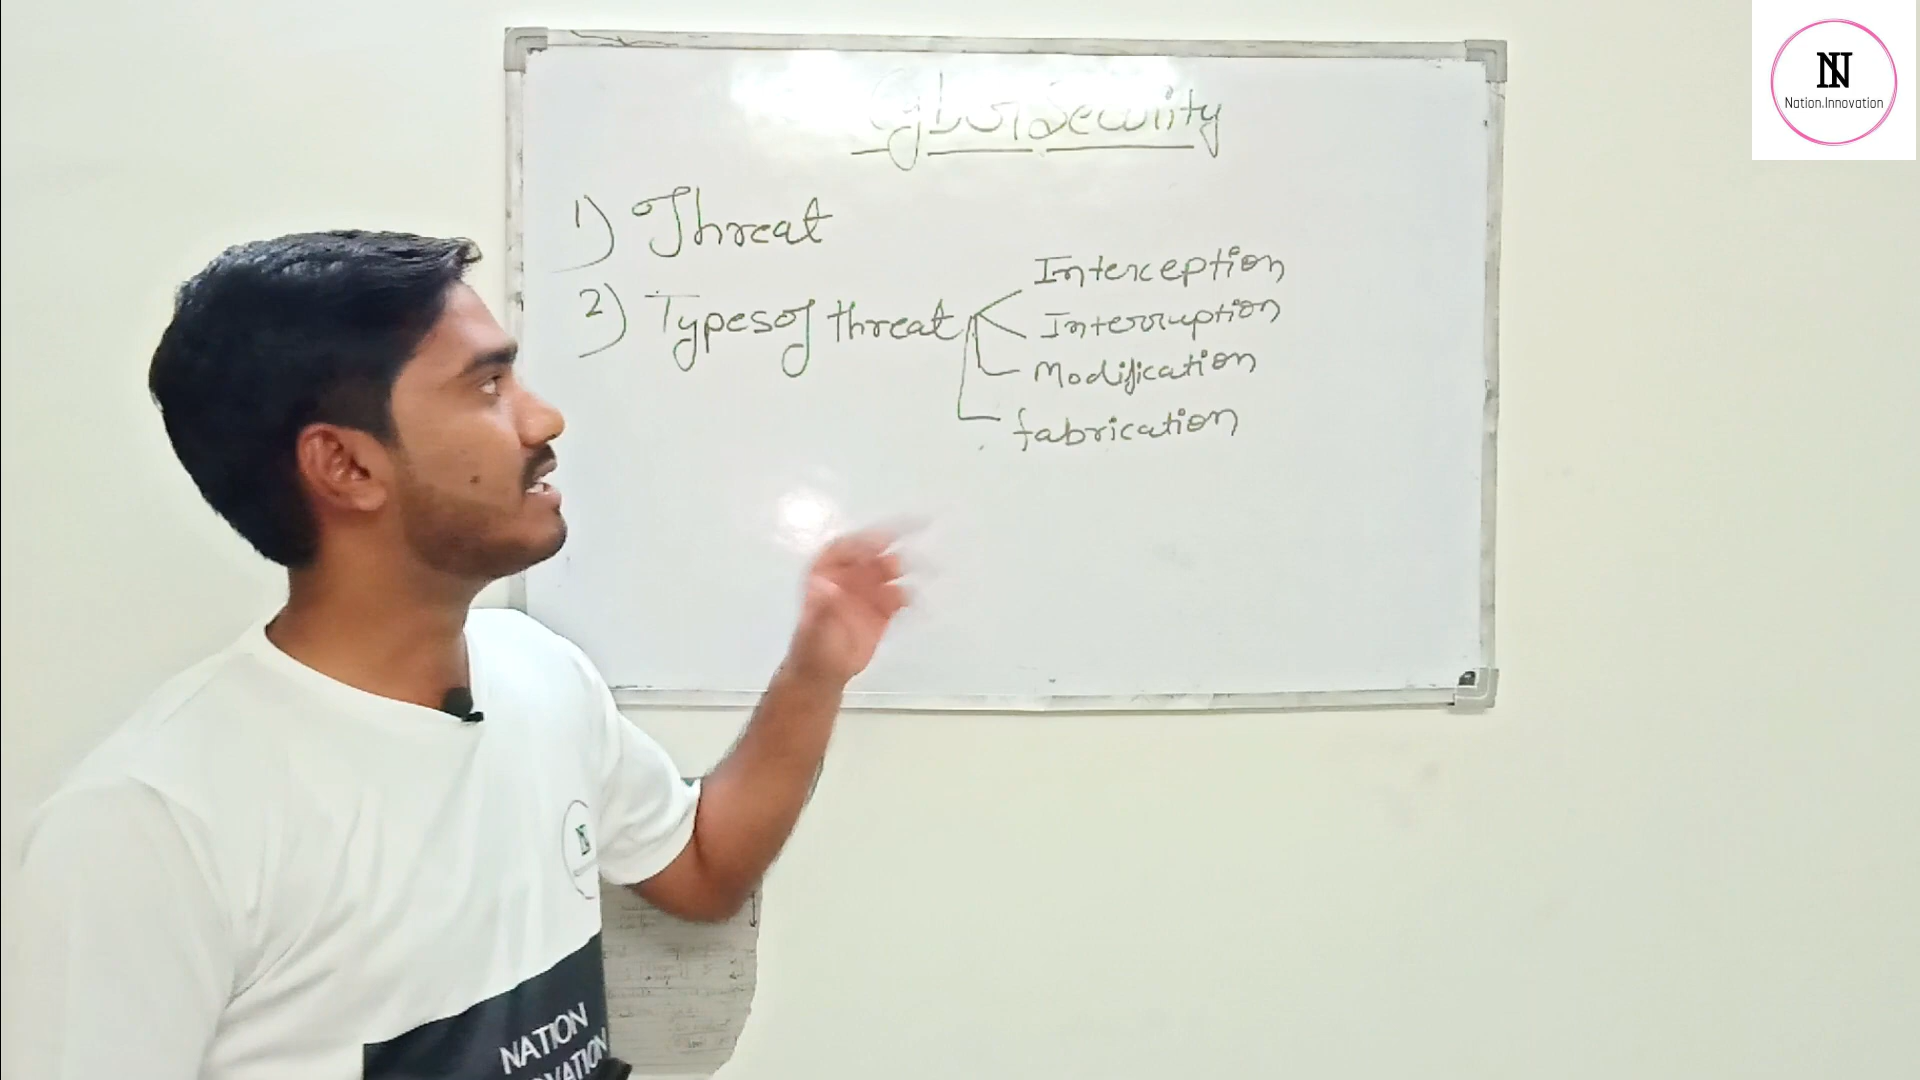 Cyber Security
1) Threat
2) Types of threat
Interception
Interruption
Modification
fabrication
N
Nation.Innovation
N
NATION